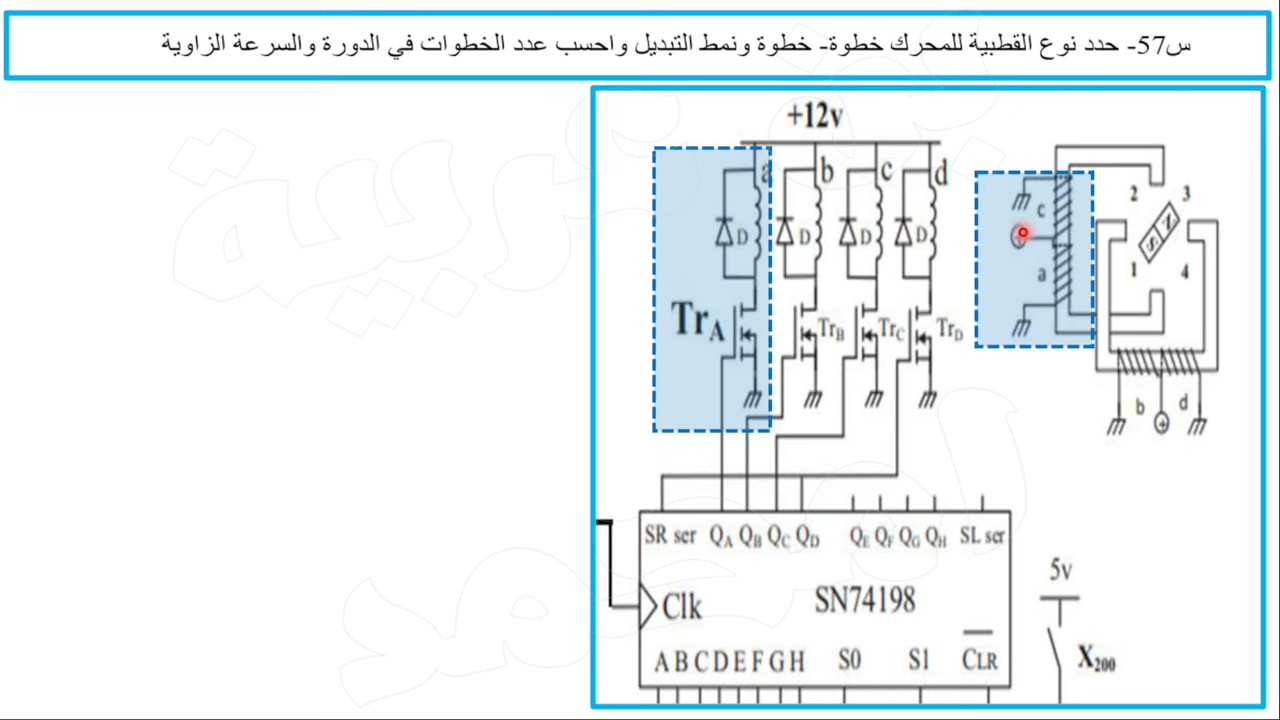 س57- حدد نوع القطبية للمحرك خطوة- خطوة ونمط التبديل واحسب عدد الخطوات في الدورة والسرعة الزاوية
+12v
a b c d
D D D D
TrA TrB TrC TrD
2 3
c
S N
1 4
a
b d
SR ser QA QB QC QD QE QF QG QH SL ser
Clk SN74198
5v
X200
A B C D E F G H S0 S1 CLR